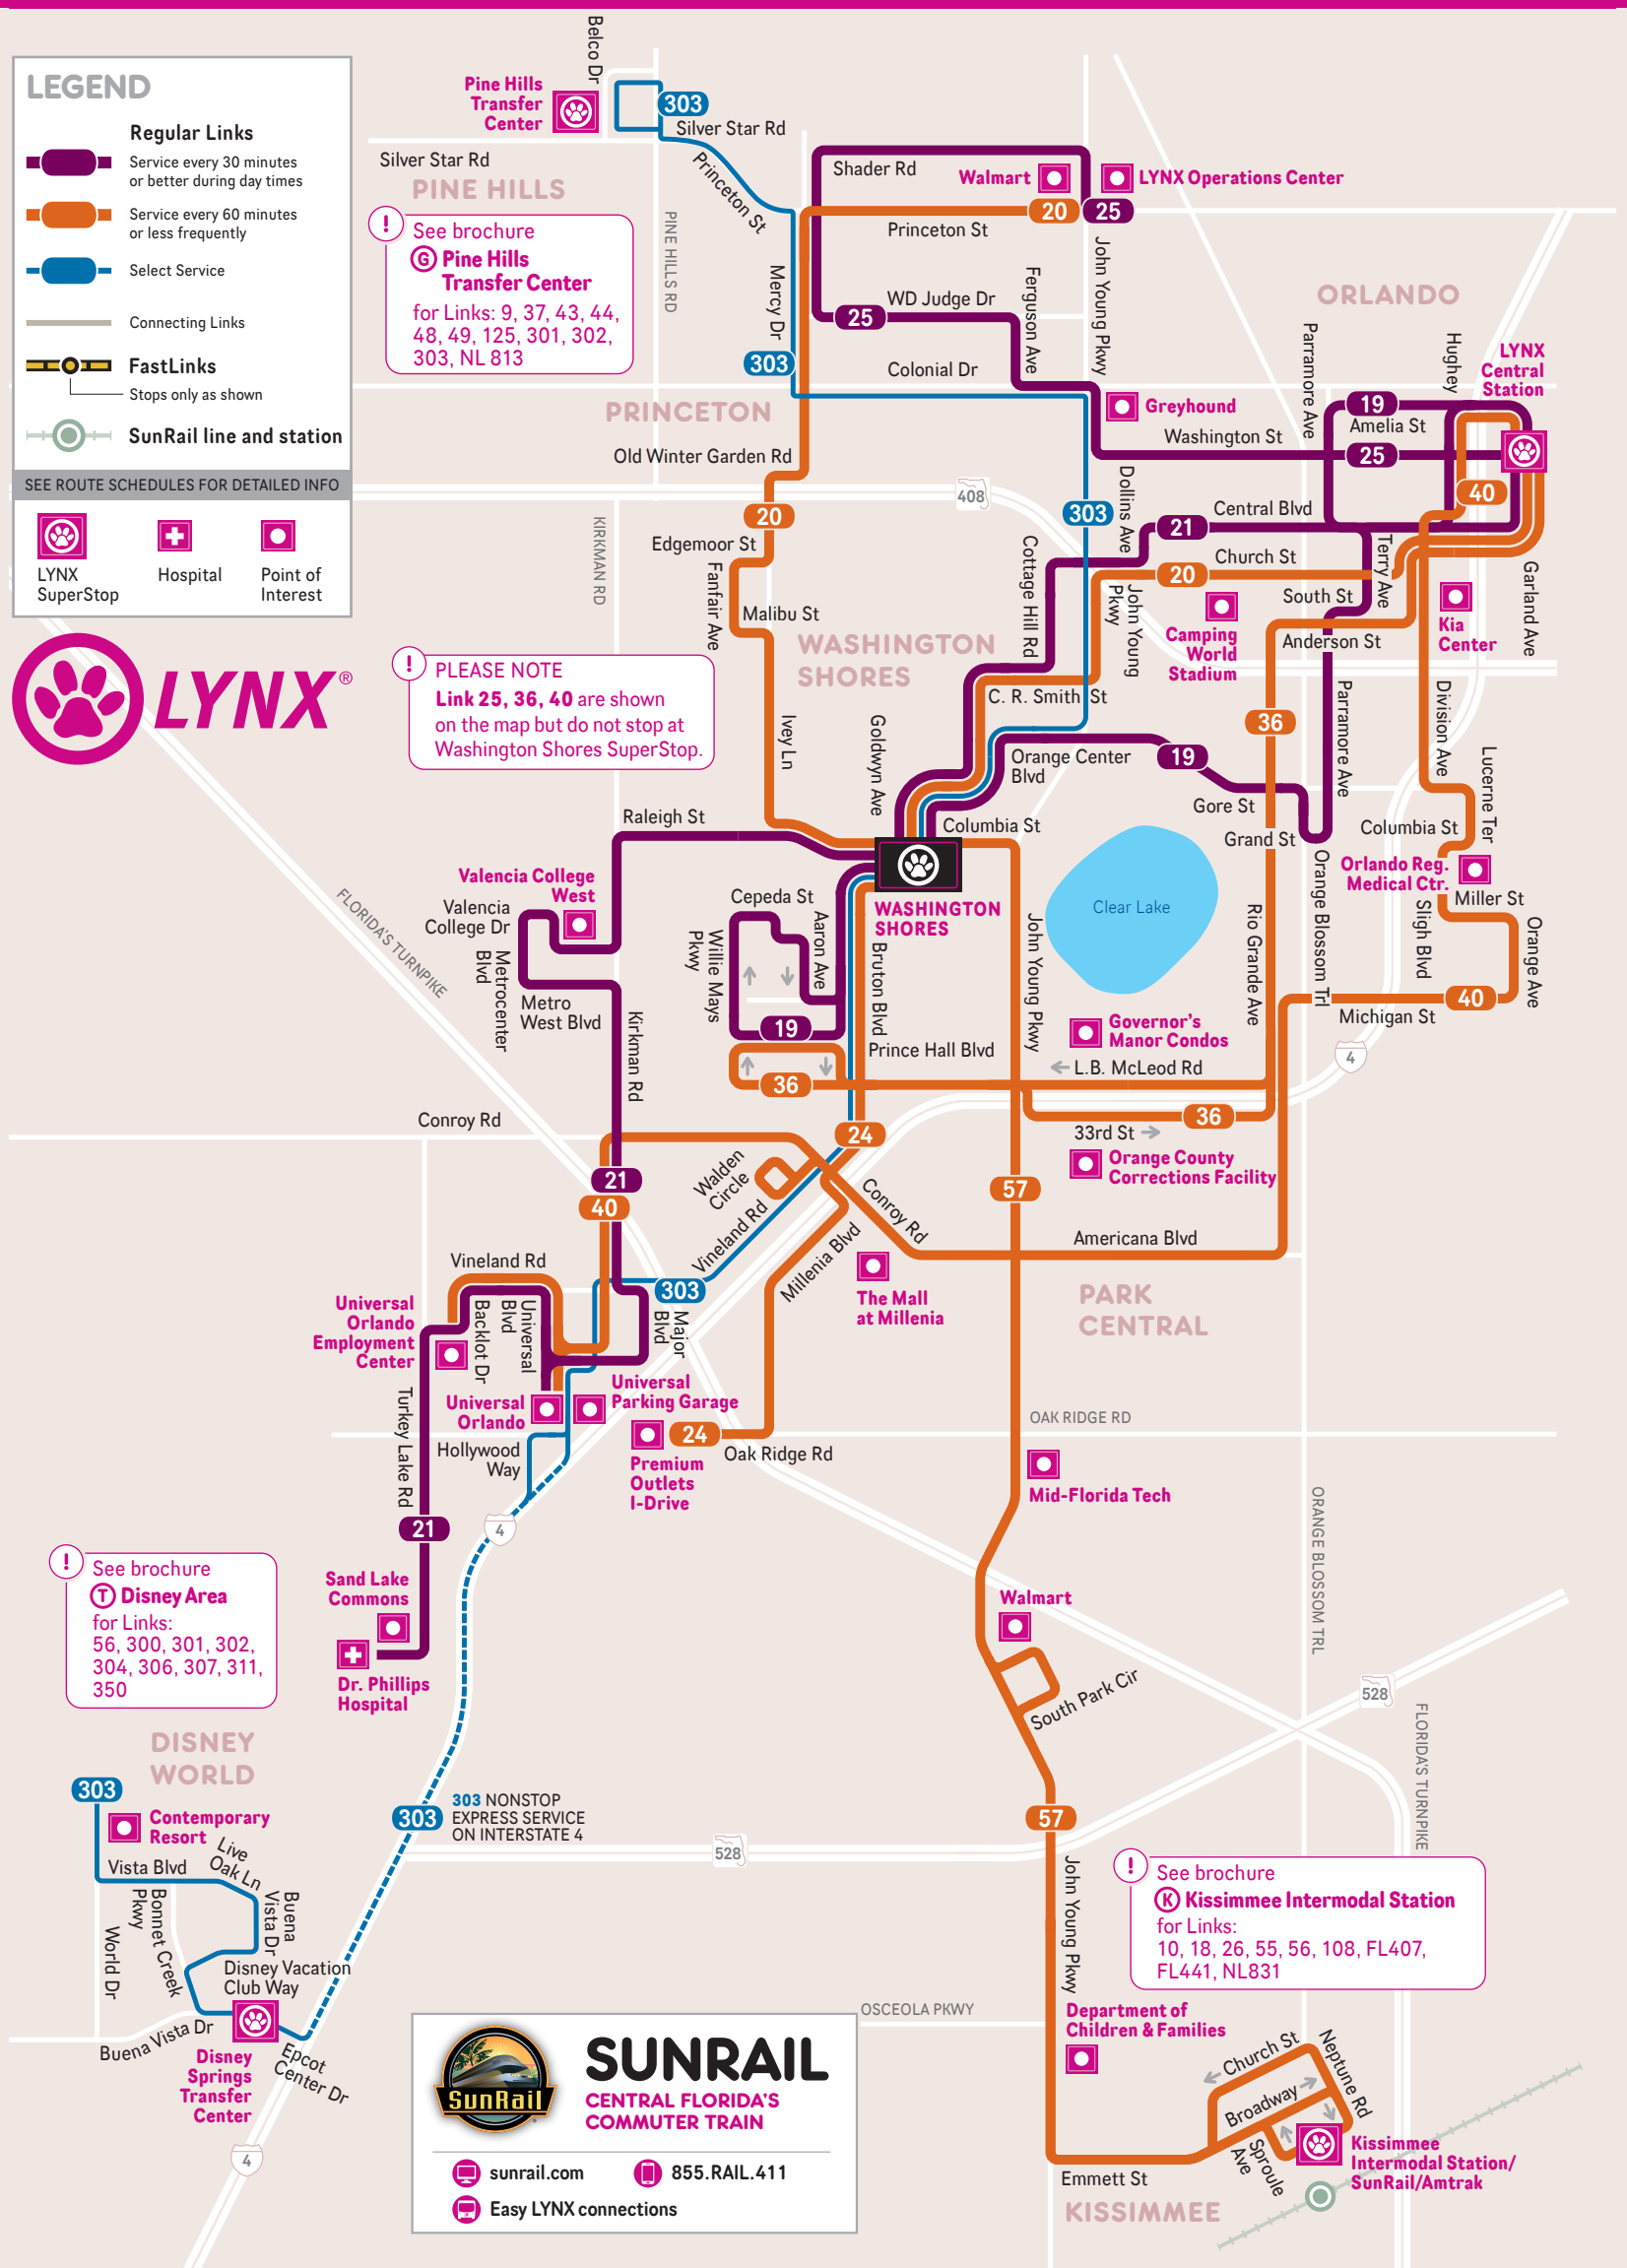 LEGEND
Regular Links
Service every 30 minutes
or better during day times
Service every 60 minutes
or less frequently
Select Service
Connecting Links
FastLinks
Stops only as shown
SunRail line and station
SEE ROUTE SCHEDULES FOR DETAILED INFO
LYNX
SuperStop
Hospital
Point of
Interest
LYNX®
Belco Dr
Pine Hills
Transfer
Center
303
Silver Star Rd
Silver Star Rd
PINE HILLS
Princeton St
PINE HILLS RD
! See brochure
G Pine Hills
Transfer Center
for Links: 9, 37, 43, 44,
48, 49, 125, 301, 302,
303, NL 813
Shader Rd
Walmart
LYNX Operations Center
20
25
Princeton St
Mercy Dr
John Young Pkwy
Ferguson Ave
WD Judge Dr
25
303
Colonial Dr
ORLANDO
Parramore Ave
Hughey
LYNX
Central
Station
PRINCETON
Greyhound
19
Amelia St
Washington St
25
Old Winter Garden Rd
408
40
Dollins Ave
303
Central Blvd
21
20
KIRKMAN RD
Edgemoor St
Fanfair Ave
Malibu St
Cottage Hill Rd
John Young
Pkwy
Church St
20
Terry Ave
South St
Garland Ave
Camping
World
Stadium
Anderson St
Kia
Center
WASHINGTON
SHORES
! PLEASE NOTE
Link 25, 36, 40 are shown
on the map but do not stop at
Washington Shores SuperStop.
C. R. Smith St
Ivey Ln
Goldwyn Ave
36
Parramore Ave
Division Ave
Lucerne Ter
Orange Center
Blvd
19
Gore St
Raleigh St
Columbia St
Grand St
Columbia St
Orlando Reg.
Medical Ctr.
Miller St
Valencia College
West
Valencia
College Dr
FLORIDA'S TURNPIKE
Metrocenter
Blvd
Metro
West Blvd
Cepeda St
Aaron Ave
Willie Mays
Pkwy
WASHINGTON
SHORES
Clear Lake
John Young Pkwy
Bruton Blvd
Rio Grande Ave
Orange Blossom Trl
Sligh Blvd
Orange Ave
40
Michigan St
Kirkman Rd
19
Prince Hall Blvd
Governor's
Manor Condos
L.B. McLeod Rd
4
36
36
33rd St
Conroy Rd
24
Orange County
Corrections Facility
Walden
Circle
21
40
57
Conroy Rd
Vineland Rd
Millenia Blvd
Americana Blvd
Vineland Rd
303
The Mall
at Millenia
PARK
CENTRAL
Universal
Orlando
Employment
Center
Backlot Dr
Universal
Blvd
Major
Blvd
Universal
Parking Garage
Universal
Orlando
Turkey Lake Rd
Hollywood
Way
24
Oak Ridge Rd
Premium
Outlets
I-Drive
OAK RIDGE RD
Mid-Florida Tech
21
4
ORANGE BLOSSOM TRL
! See brochure
T Disney Area
for Links:
56, 300, 301, 302,
304, 306, 307, 311,
350
Sand Lake
Commons
Dr. Phillips
Hospital
Walmart
South Park Cir
528
FLORIDA'S TURNPIKE
DISNEY
WORLD
303
Contemporary
Resort
303
303 NONSTOP
EXPRESS SERVICE
ON INTERSTATE 4
528
57
Vista Blvd
Live
Oak Ln
Bonnet Creek
Pkwy
Buena
Vista Dr
World Dr
Disney Vacation
Club Way
Buena Vista Dr
Epcot
Center Dr
Disney
Springs
Transfer
Center
4
John Young Pkwy
! See brochure
K Kissimmee Intermodal Station
for Links:
10, 18, 26, 55, 56, 108, FL407,
FL441, NL831
OSCEOLA PKWY
Department of
Children & Families
SunRail
SUNRAIL
CENTRAL FLORIDA'S
COMMUTER TRAIN
sunrail.com
855.RAIL.411
Easy LYNX connections
Church St
Neptune Rd
Broadway
Sproule
Ave
Emmett St
Kissimmee
Intermodal Station/
SunRail/Amtrak
KISSIMMEE